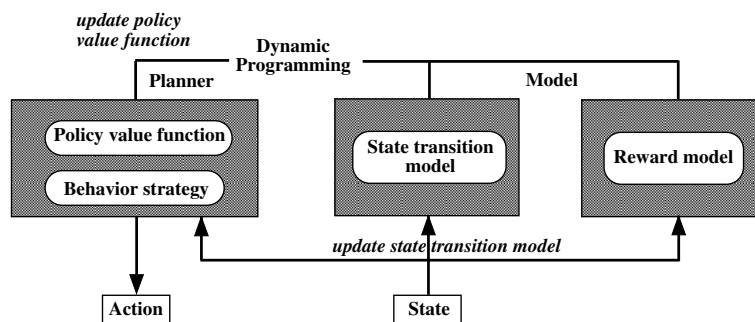 update policy
value function
Dynamic
Programming
Planner
Model
Policy value function
Behavior strategy
State transition
model
Reward model
update state transition model
Action
State